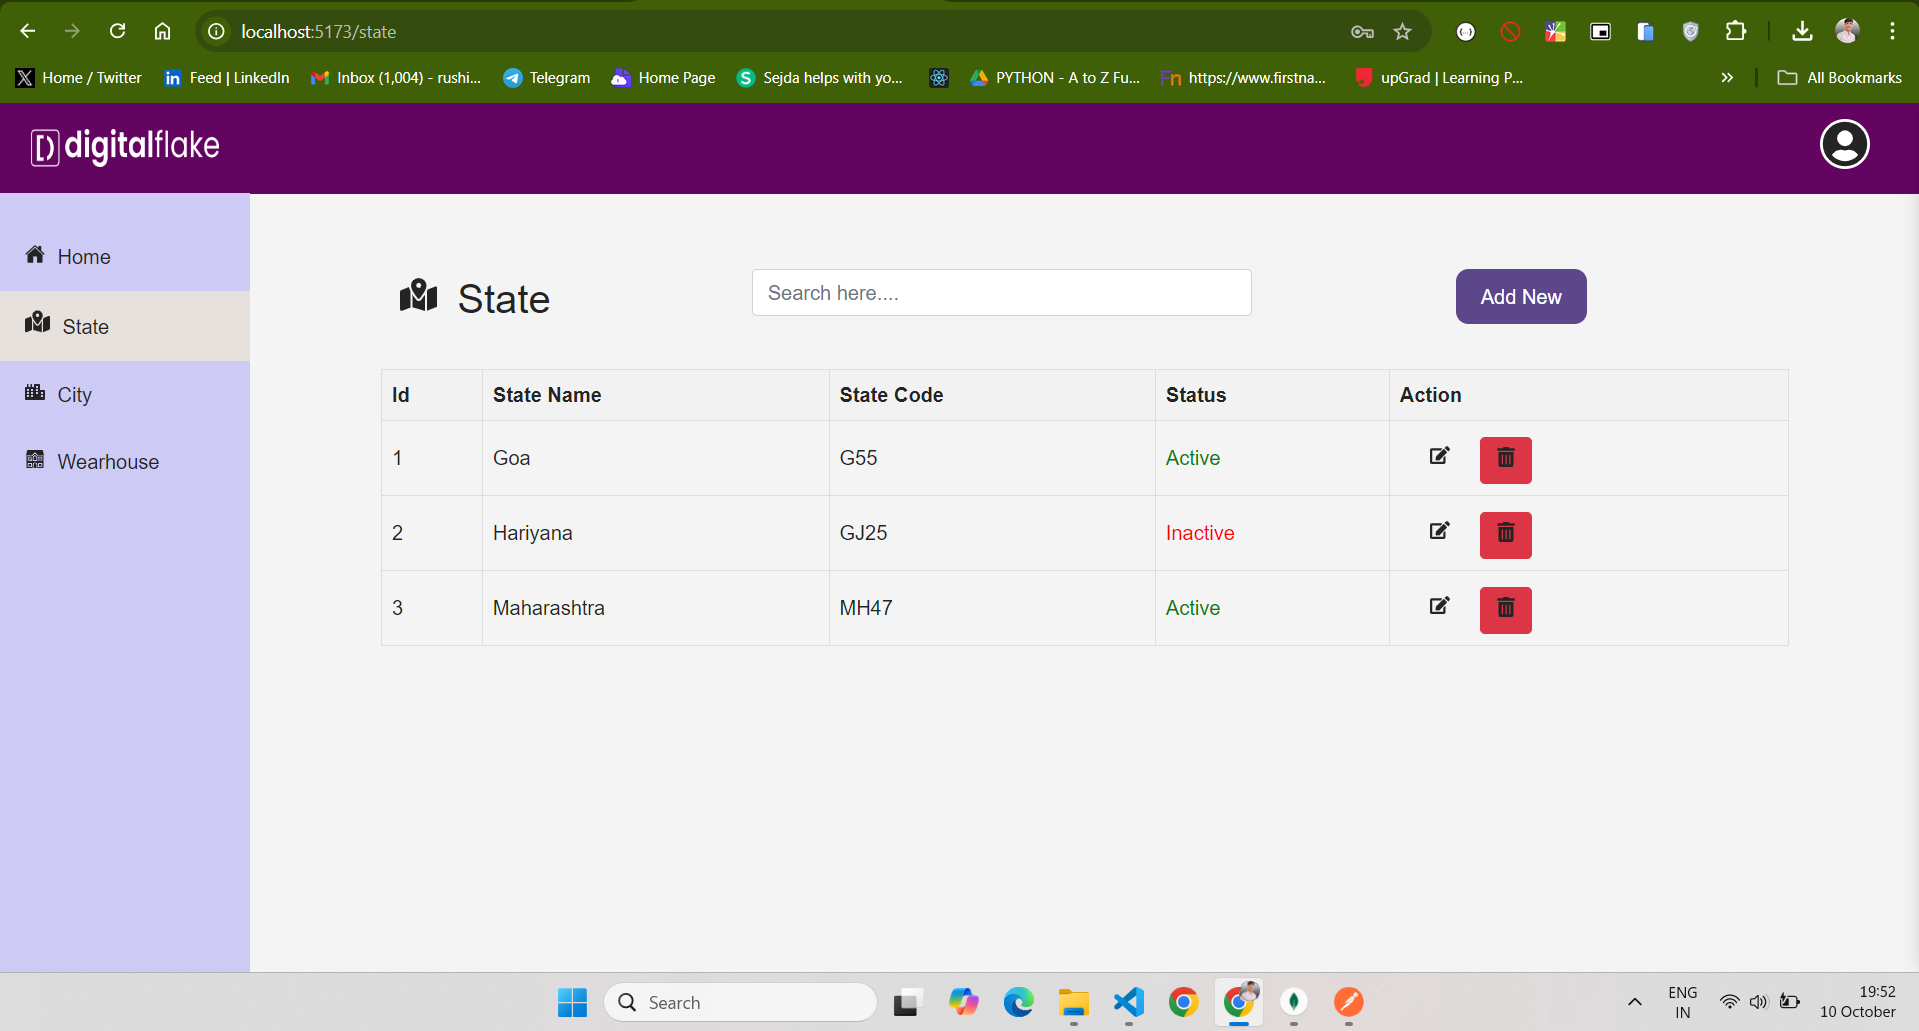 localhost:5173/state
Home / Twitter
Feed | LinkedIn
Inbox (1,004) - rushi...
Telegram
Home Page
Sejda helps with yo...
PYTHON - A to Z Fu...
Fn https://www.firstna...
upGrad | Learning P...
All Bookmarks
digitalflake
Home
State
City
Wearhouse
State
Search here....
Add New
Id State Name State Code Status Action
1 Goa G55 Active
2 Hariyana GJ25 Inactive
3 Maharashtra MH47 Active
Search
ENG
IN
19:52
10 October